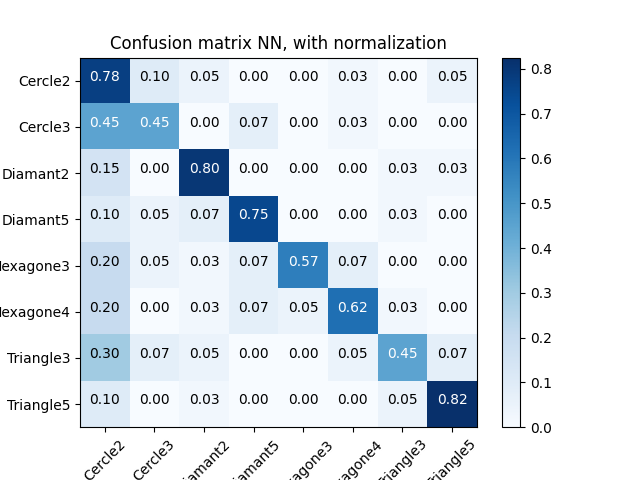 Confusion matrix NN, with normalization
Cercle2 0.78 0.10 0.05 0.00 0.00 0.03 0.00 0.05
Cercle3 0.45 0.45 0.00 0.07 0.00 0.03 0.00 0.00
Diamant2 0.15 0.00 0.80 0.00 0.00 0.00 0.03 0.03
Diamant5 0.10 0.05 0.07 0.75 0.00 0.00 0.03 0.00
exagone3 0.20 0.05 0.03 0.07 0.57 0.07 0.00 0.00
exagone4 0.20 0.00 0.03 0.07 0.05 0.62 0.03 0.00
Triangle3 0.30 0.07 0.05 0.00 0.00 0.05 0.45 0.07
Triangle5 0.10 0.00 0.03 0.00 0.00 0.00 0.05 0.82
Cercle2 Cercle3 amant2 amant5 agone3 agone4 riangle3 riangle5
0.8
0.7
0.6
0.5
0.4
0.3
0.2
0.1
0.0